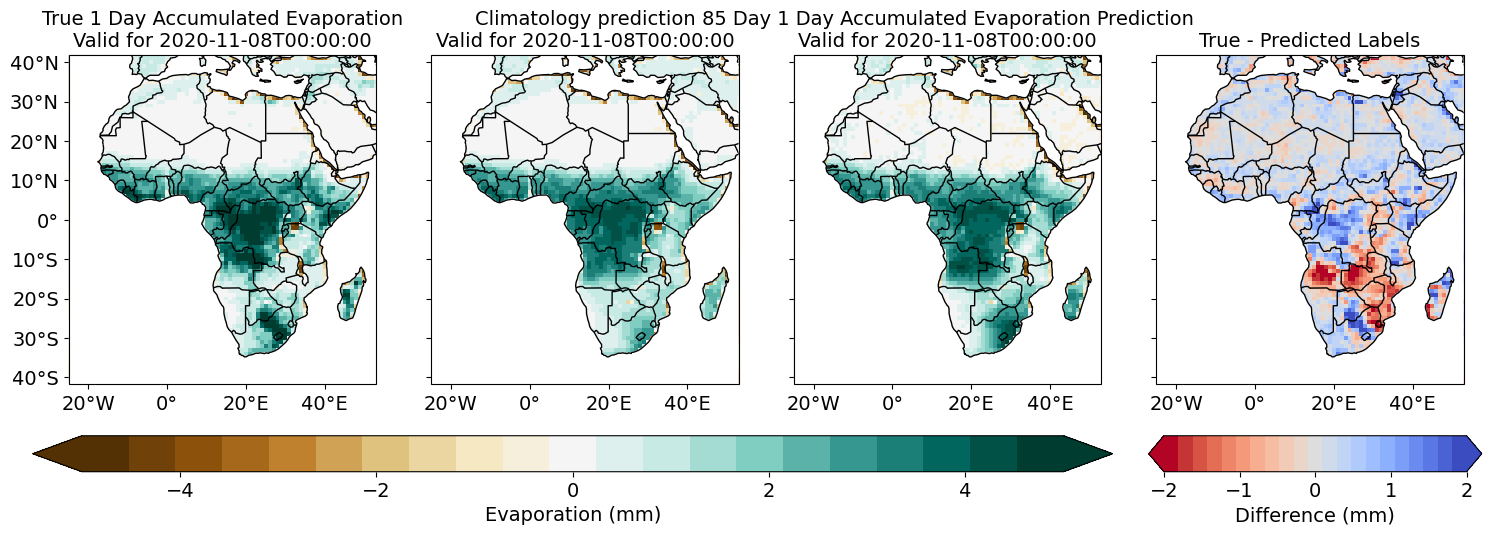 True 1 Day Accumulated Evaporation
Valid for 2020-11-08T00:00:00
Climatology prediction 85 Day 1 Day Accumulated Evaporation Prediction
Valid for 2020-11-08T00:00:00
Valid for 2020-11-08T00:00:00
True - Predicted Labels
40°N
30°N
20°N
10°N
0°
10°S
20°S
30°S
40°S
20°W 0° 20°E 40°E
20°W 0° 20°E 40°E
20°W 0° 20°E 40°E
20°W 0° 20°E 40°E
−4 −2 0 2 4
Evaporation (mm)
−2 −1 0 1 2
Difference (mm)